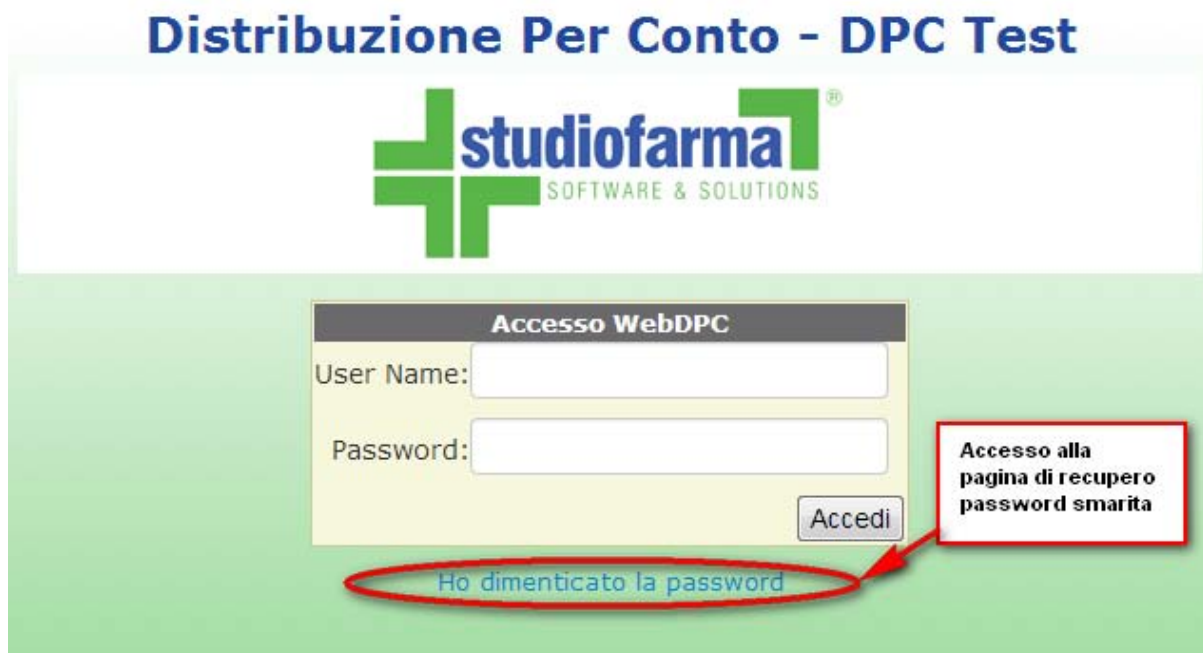 Distribuzione Per Conto - DPC Test
studiofarma®
SOFTWARE & SOLUTIONS
Accesso WebDPC
User Name:
Password:
Accedi
Ho dimenticato la password
Accesso alla
pagina di recupero
password smarita